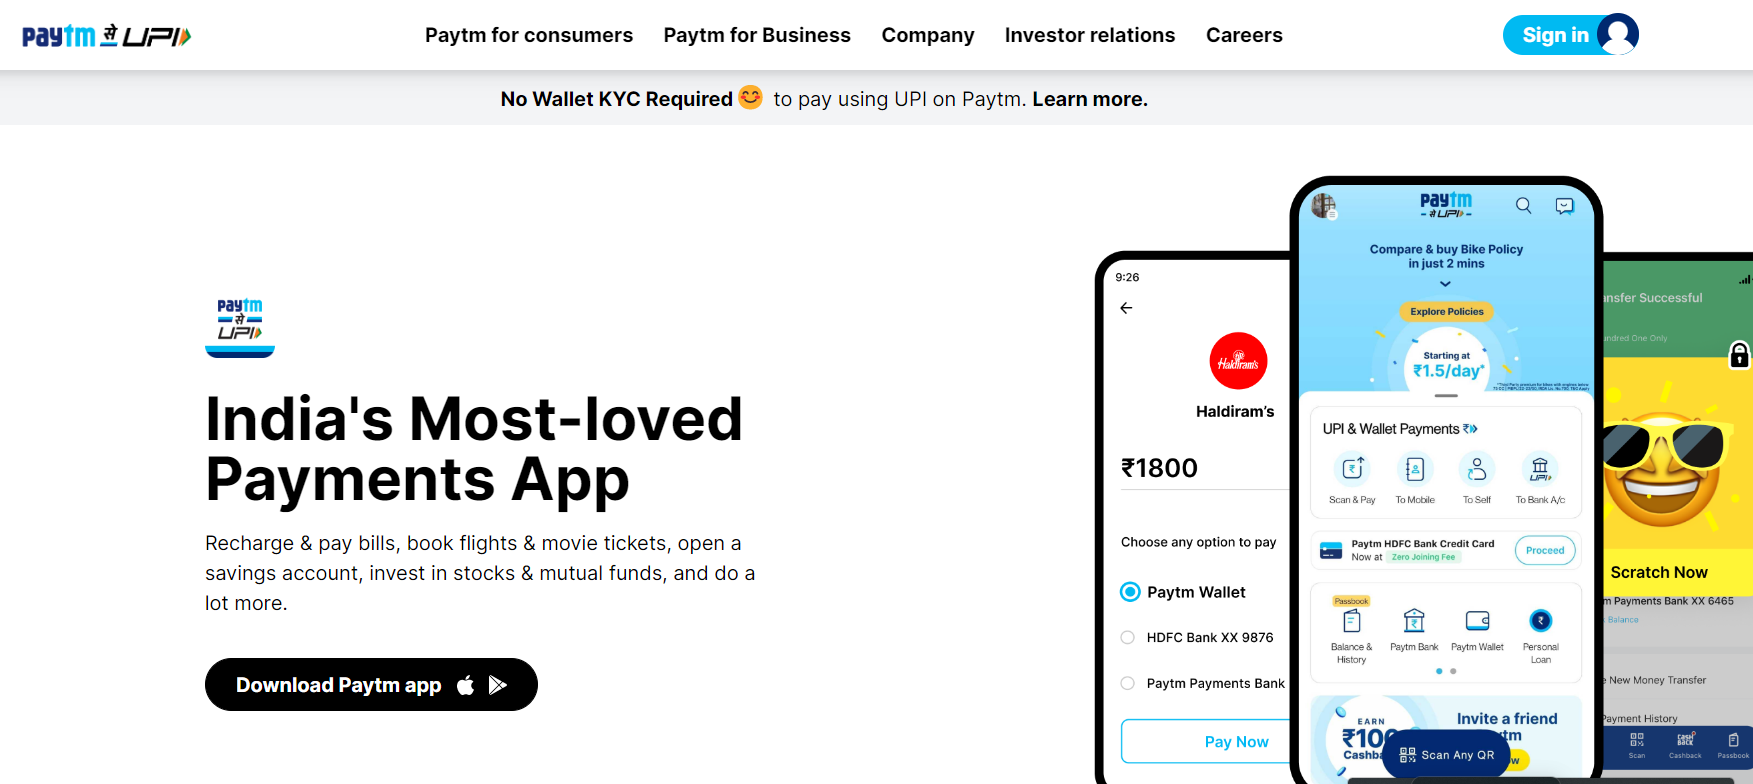 paytm से UPI
Paytm for consumers Paytm for Business Company Investor relations Careers
Sign in
No Wallet KYC Required 😊 to pay using UPI on Paytm. Learn more.
paytm
से
UPI
India's Most-loved
Payments App
Recharge & pay bills, book flights & movie tickets, open a
savings account, invest in stocks & mutual funds, and do a
lot more.
Download Paytm app
9:26
Haldiram's
Haldiram's
₹1800
Choose any option to pay
Paytm Wallet
HDFC Bank XX 9876
Paytm Payments Bank
Pay Now
paytm
से UPI
Compare & buy Bike Policy
in just 2 mins
Explore Policies
Starting at
₹1.5/day*
UPI & Wallet Payments
Scan & Pay To Mobile To Self To Bank A/c
Paytm HDFC Bank Credit Card
Now at Zero Joining Fee
Proceed
Passbook
Balance &
History
Paytm Bank
Paytm Wallet
Personal
Loan
EARN
₹100
Cashba
Invite a friend
tm
Scan Any QR
ow
ansfer Successful
undred One Only
Scratch Now
m Payments Bank XX 6465
Balance
e New Money Transfer
Payment History
Scan Cashback Passbook